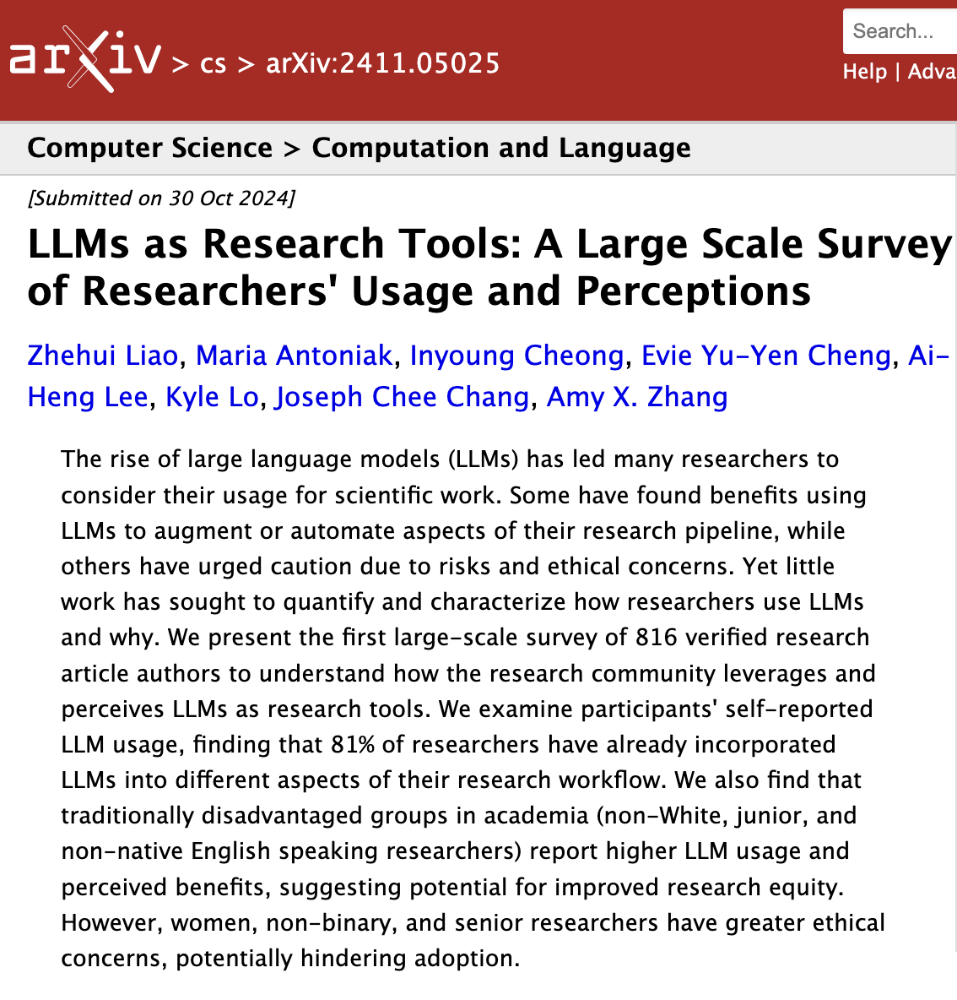 arXiv > cs > arXiv:2411.05025
Search...
Help | Adva
Computer Science > Computation and Language
[Submitted on 30 Oct 2024]
LLMs as Research Tools: A Large Scale Survey
of Researchers' Usage and Perceptions
Zhehui Liao, Maria Antoniak, Inyoung Cheong, Evie Yu-Yen Cheng, Ai-
Heng Lee, Kyle Lo, Joseph Chee Chang, Amy X. Zhang
The rise of large language models (LLMs) has led many researchers to
consider their usage for scientific work. Some have found benefits using
LLMs to augment or automate aspects of their research pipeline, while
others have urged caution due to risks and ethical concerns. Yet little
work has sought to quantify and characterize how researchers use LLMs
and why. We present the first large-scale survey of 816 verified research
article authors to understand how the research community leverages and
perceives LLMs as research tools. We examine participants' self-reported
LLM usage, finding that 81% of researchers have already incorporated
LLMs into different aspects of their research workflow. We also find that
traditionally disadvantaged groups in academia (non-White, junior, and
non-native English speaking researchers) report higher LLM usage and
perceived benefits, suggesting potential for improved research equity.
However, women, non-binary, and senior researchers have greater ethical
concerns, potentially hindering adoption.